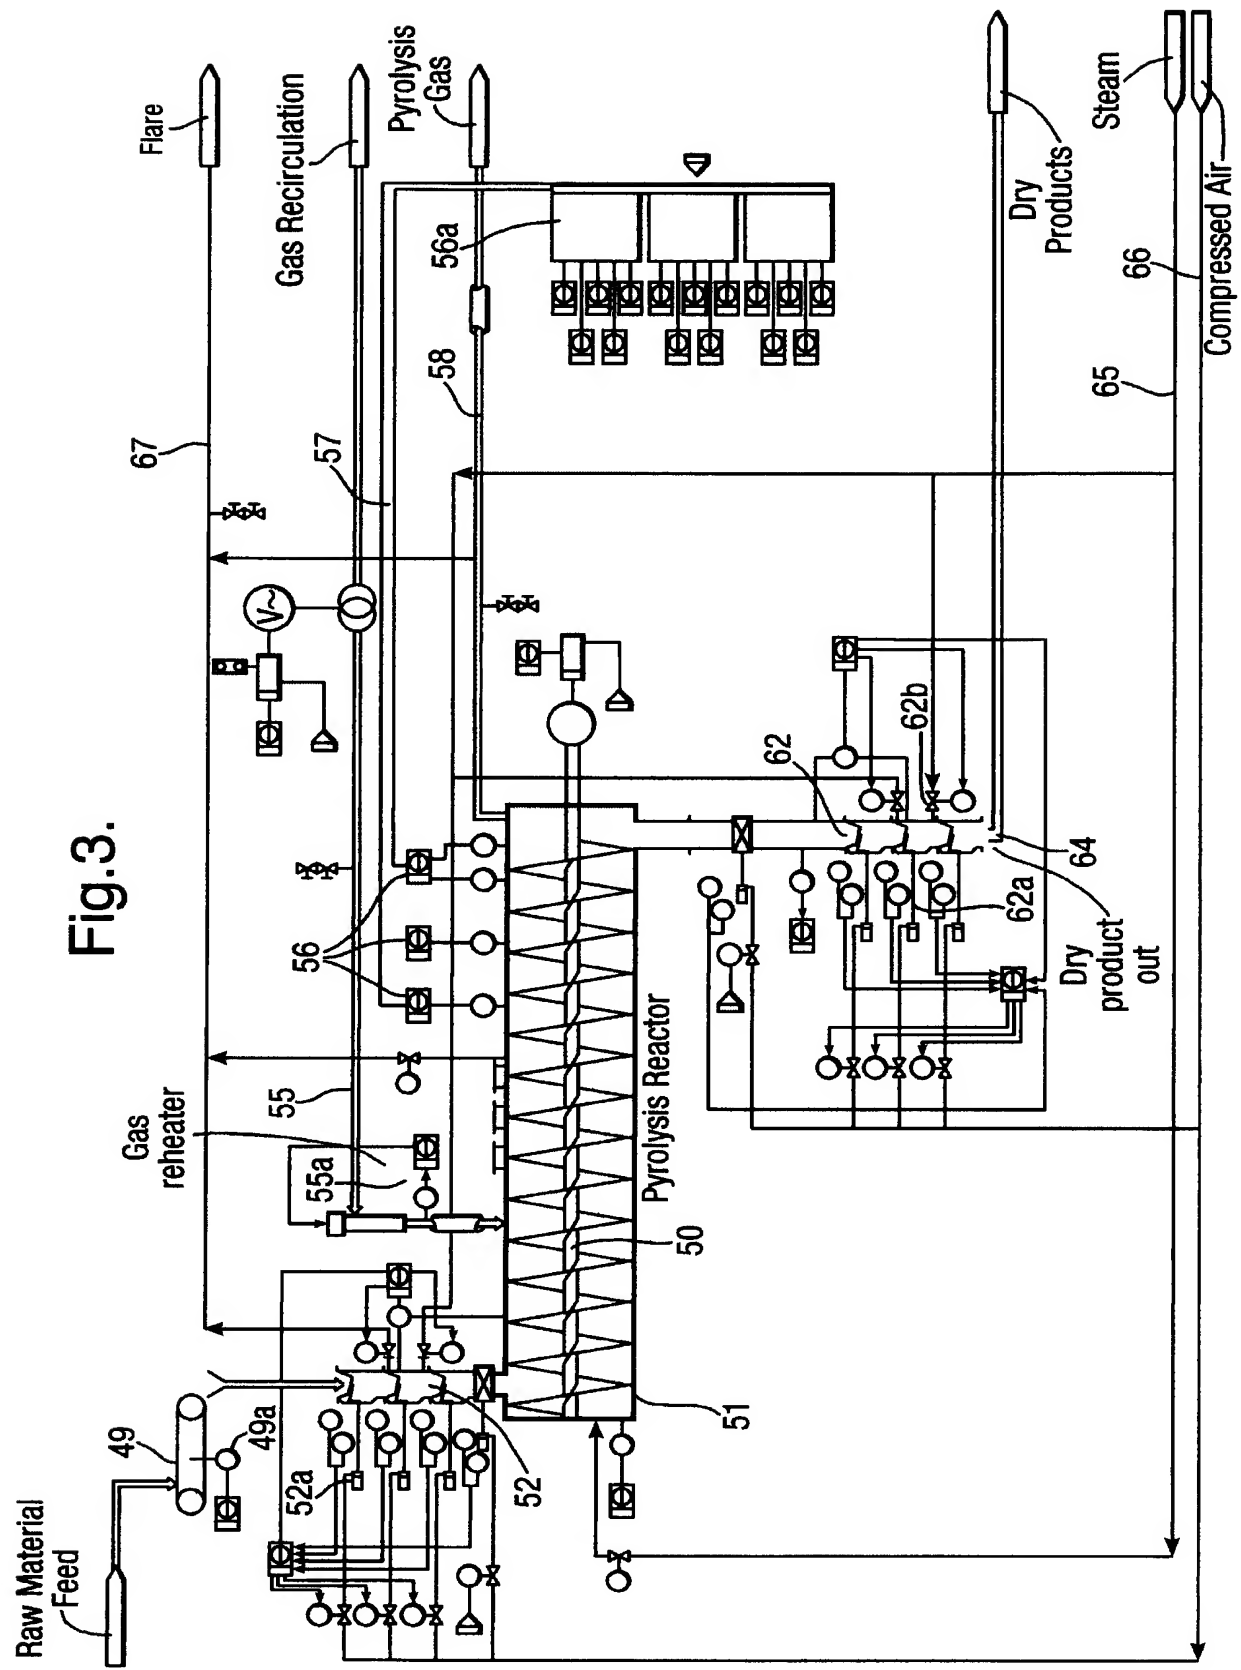 Fig.3.
Raw Material
Feed
49
49a
52a
52
51
50
Pyrolysis Reactor
Gas
reheater
55
55a
56
57
58
67
V~
Flare
Gas Recirculation
Pyrolysis
Gas
56a
62
62b
62a
64
Dry
product
out
Dry
Products
Steam
65
66
Compressed Air